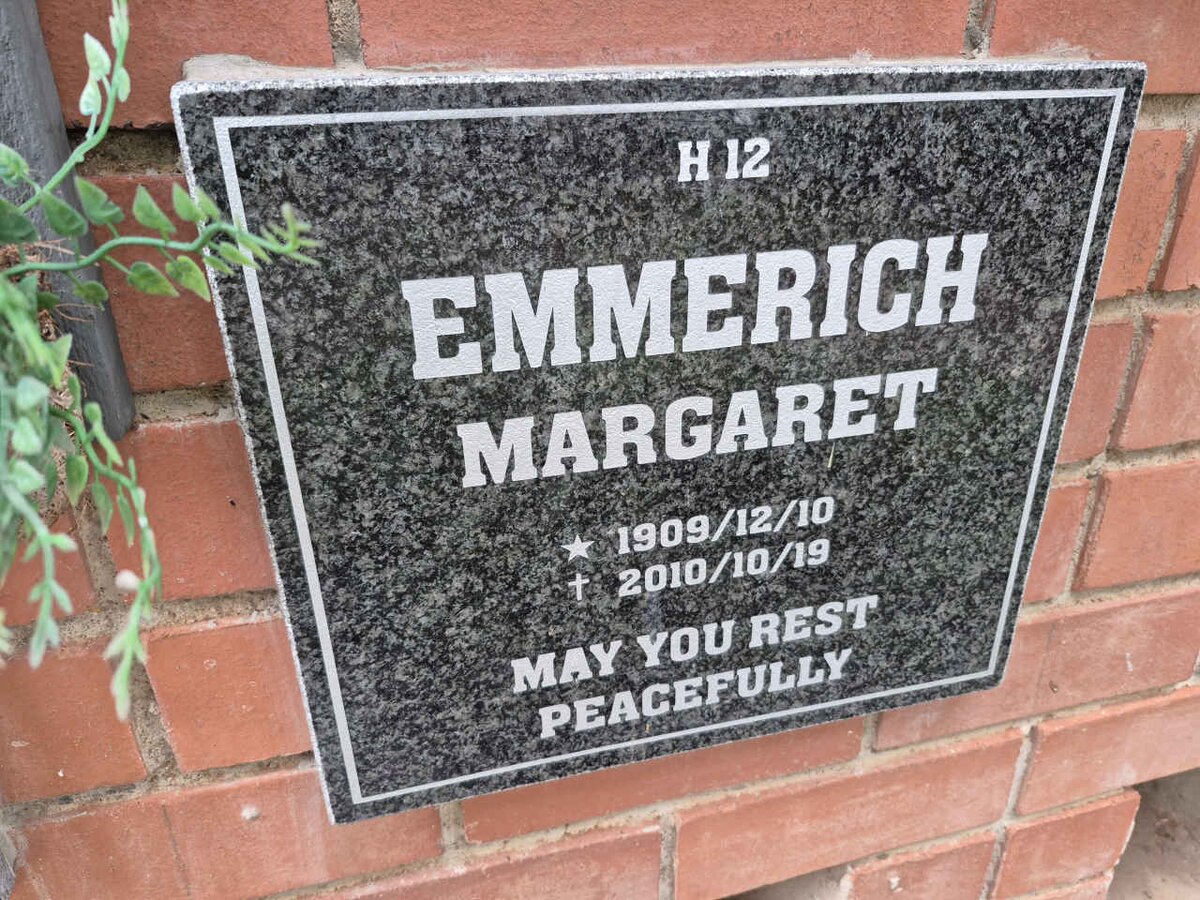 H 12
EMMERICH
MARGARET
★ 1909/12/10
✝ 2010/10/19
MAY YOU REST
PEACEFULLY